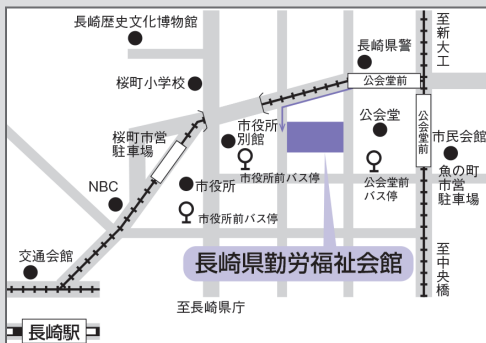 長崎歴史文化博物館
至新大工
長崎県警
桜町小学校
公会堂前
市役所
別館
公会堂
公会堂前
市民会館
桜町市営
駐車場
市役所前バス停
公会堂前
バス停
魚の町
市営
駐車場
NBC
市役所
市役所前バス停
交通会館
長崎県勤労福祉会館
至中央橋
至長崎県庁
長崎駅